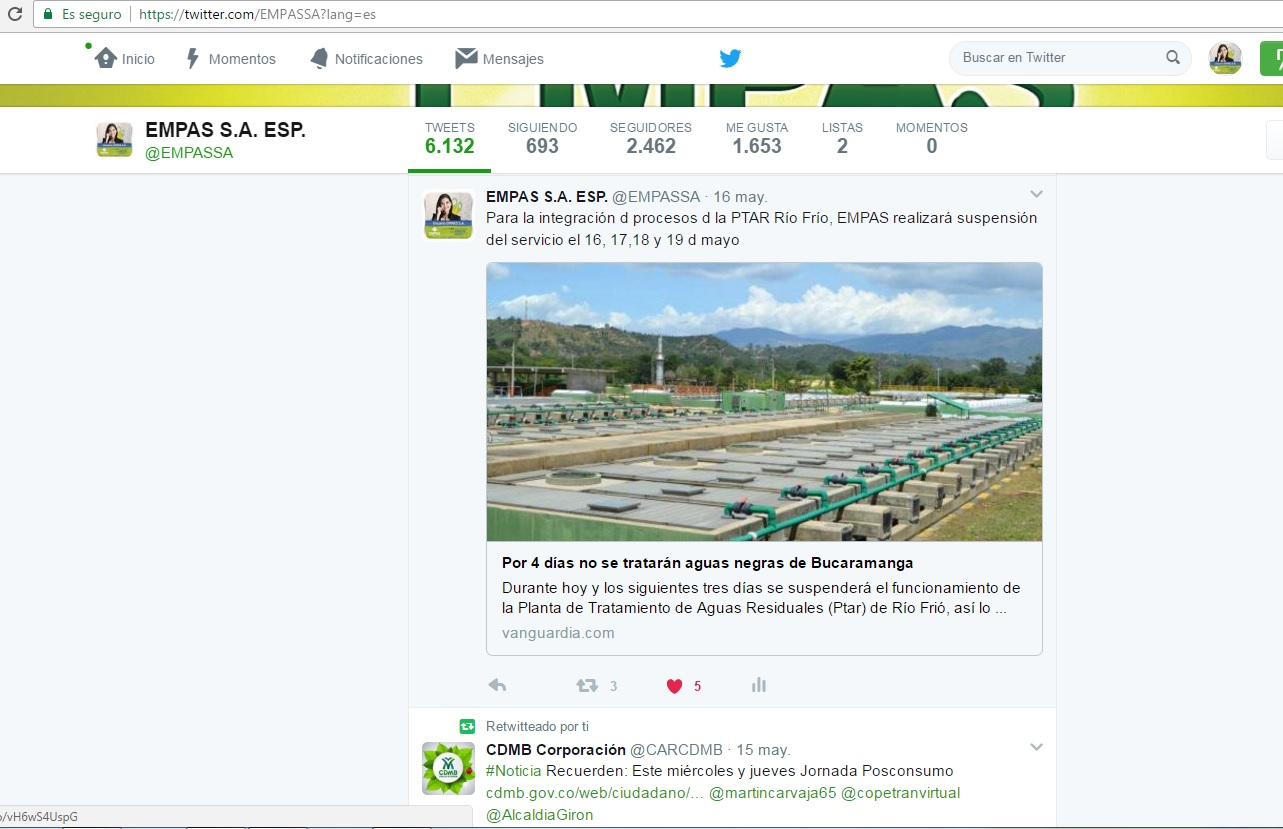 Es seguro https://twitter.com/EMPASSA?lang=es
Inicio Momentos Notificaciones Mensajes Buscar en Twitter
EMPAS
EMPAS S.A. ESP.
@EMPASSA
TWEETS SIGUIENDO SEGUIDORES ME GUSTA LISTAS MOMENTOS
6.132 693 2.462 1.653 2 0
EMPAS S.A. ESP. @EMPASSA · 16 may.
Para la integración d procesos d la PTAR Río Frío, EMPAS realizará suspensión
del servicio el 16, 17,18 y 19 d mayo
Por 4 días no se tratarán aguas negras de Bucaramanga
Durante hoy y los siguientes tres días se suspenderá el funcionamiento de
la Planta de Tratamiento de Aguas Residuales (Ptar) de Río Frió, así lo ...
vanguardia.com
3 5
Retwitteado por ti
CDMB Corporación @CARCDMB · 15 may.
CDMB
#Noticia Recuerden: Este miércoles y jueves Jornada Posconsumo
cdmb.gov.co/web/ciudadano/... @martincarvaja65 @copetranvirtual
@AlcaldiaGiron
/vH6wS4UspG